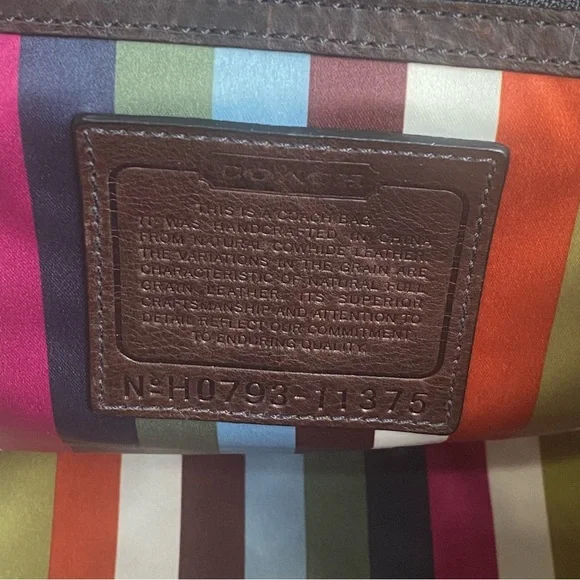 COACH
THIS IS A COACH BAG.
IT WAS HANDCRAFTED IN CHINA
FROM NATURAL COWHIDE LEATHER.
THE VARIATIONS IN THE GRAIN ARE
CHARACTERISTIC OF NATURAL FULL
GRAIN LEATHER. ITS SUPERIOR
CRAFTSMANSHIP AND ATTENTION TO
DETAIL REFLECT OUR COMMITMENT
TO ENDURING QUALITY.
No H0793-11375